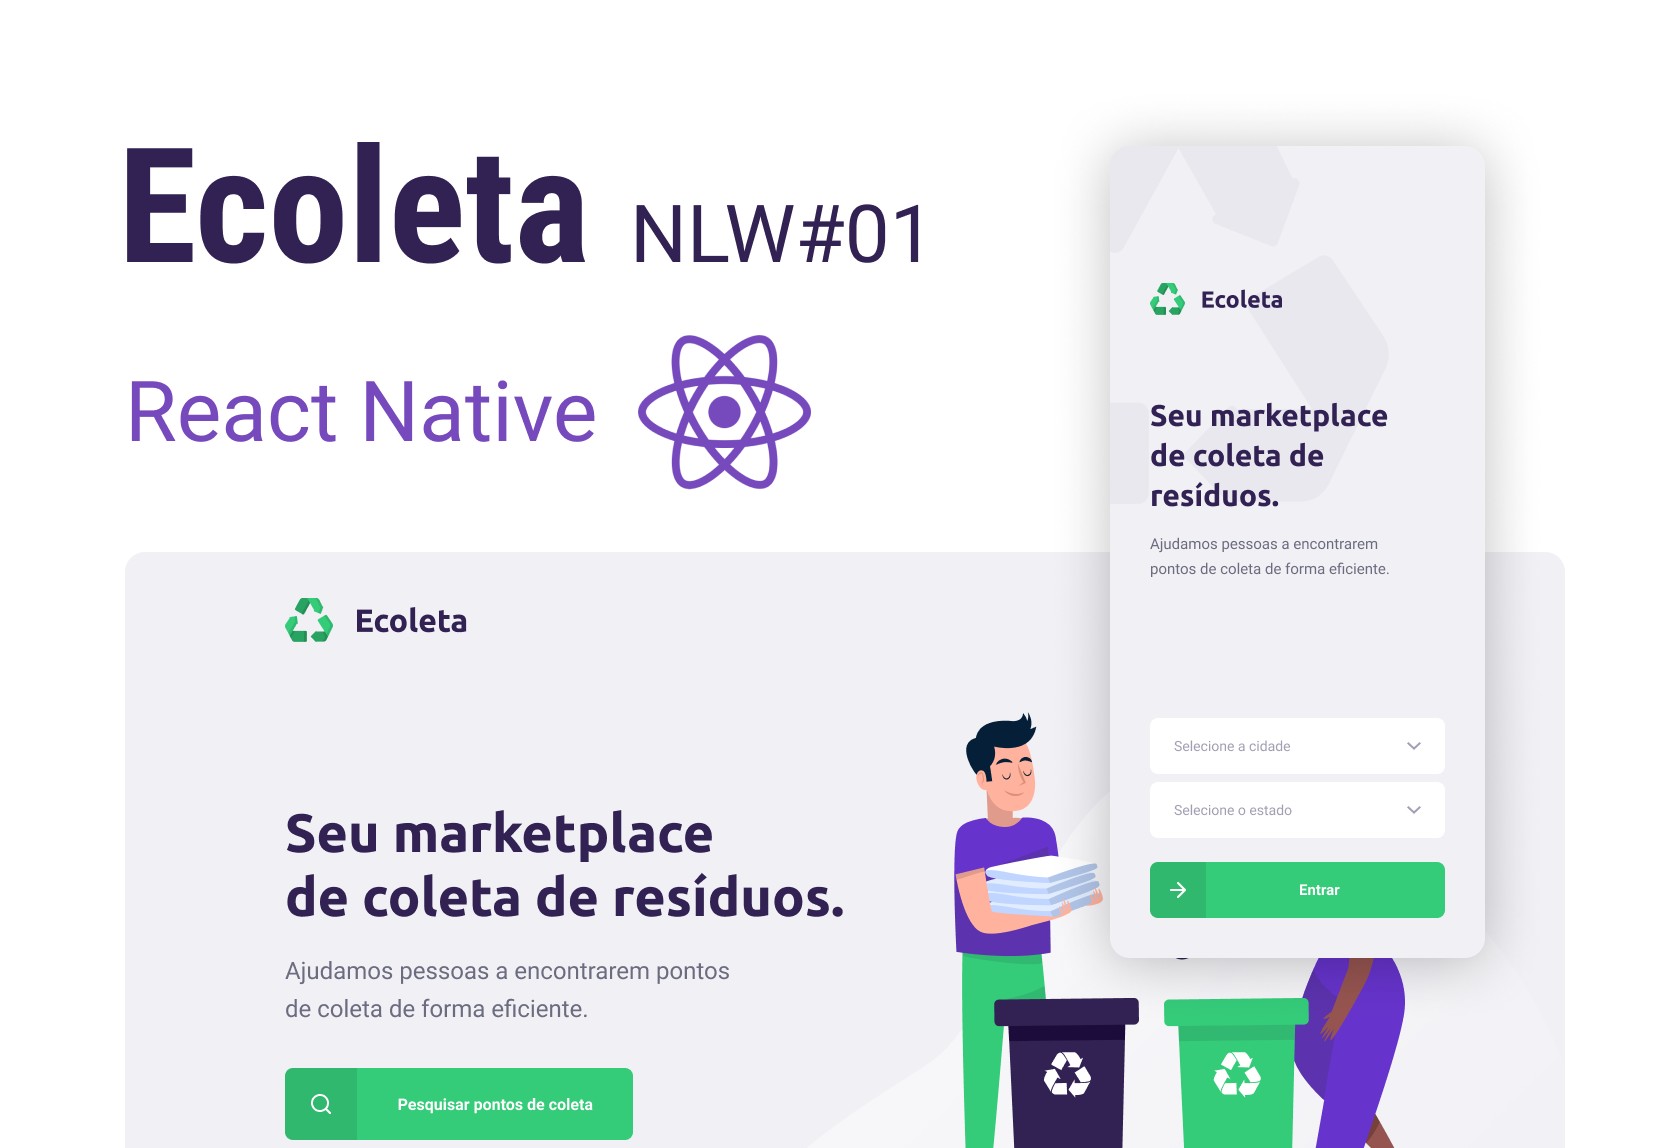 Ecoleta NLW#01
React Native
Ecoleta
Seu marketplace
de coleta de resíduos.
Ajudamos pessoas a encontrarem pontos
de coleta de forma eficiente.
Pesquisar pontos de coleta
Ecoleta
Seu marketplace
de coleta de
resíduos.
Ajudamos pessoas a encontrarem
pontos de coleta de forma eficiente.
Selecione a cidade
Selecione o estado
Entrar